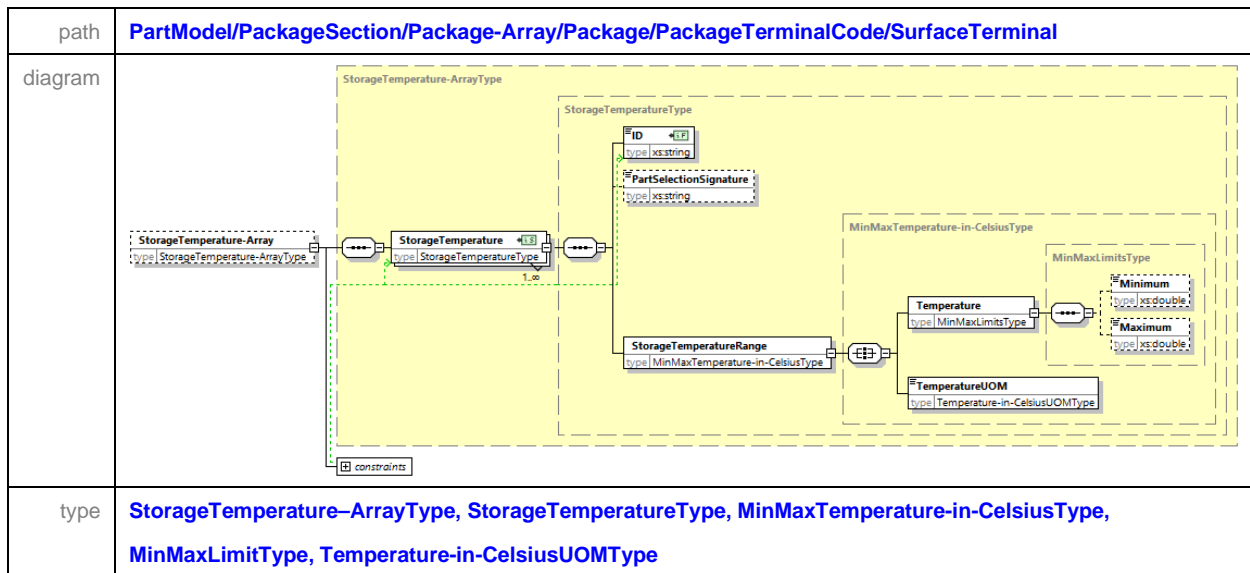 path
PartModel/PackageSection/Package-Array/Package/PackageTerminalCode/SurfaceTerminal
diagram
StorageTemperature-ArrayType
StorageTemperatureType
ID
type xs:string
PartSelectionSignature
type xs:string
MinMaxTemperature-in-CelsiusType
StorageTemperature-Array
type StorageTemperature-ArrayType
StorageTemperature
type StorageTemperatureType
1..∞
MinMaxLimitsType
Minimum
type xs:double
Temperature
type MinMaxLimitsType
Maximum
type xs:double
StorageTemperatureRange
type MinMaxTemperature-in-CelsiusType
TemperatureUOM
type Temperature-in-CelsiusUOMType
constraints
type
StorageTemperature–ArrayType, StorageTemperatureType, MinMaxTemperature-in-CelsiusType,
MinMaxLimitType, Temperature-in-CelsiusUOMType